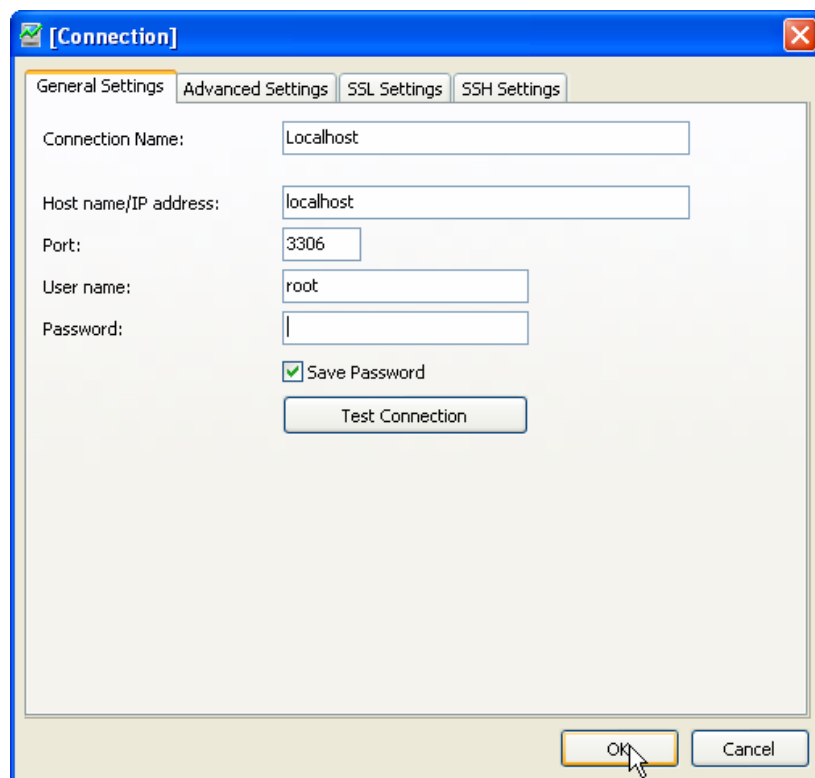 [Connection]
General Settings Advanced Settings SSL Settings SSH Settings
Connection Name: Localhost
Host name/IP address: localhost
Port: 3306
User name: root
Password:
Save Password
Test Connection
OK Cancel